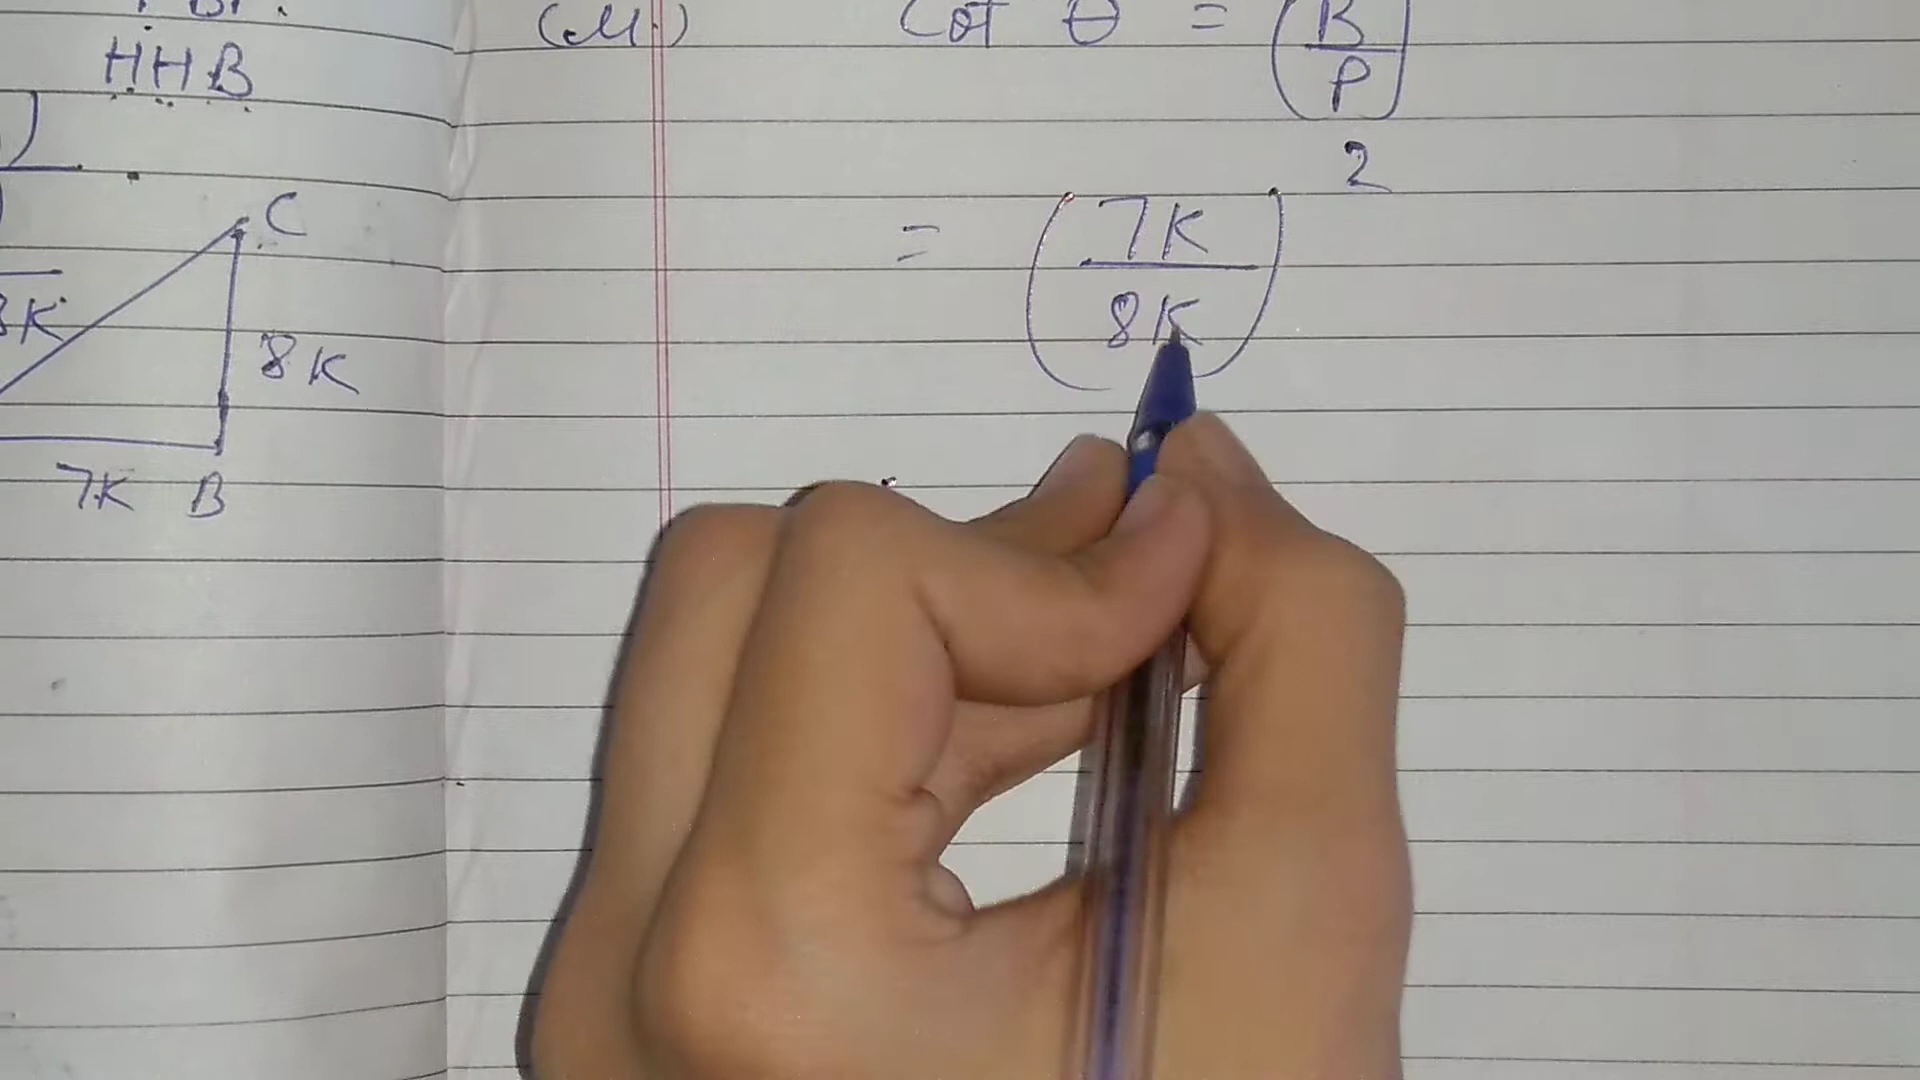 HHB
C
8K
7K B
Cot θ = (B/P)
2
= (7K/8K)